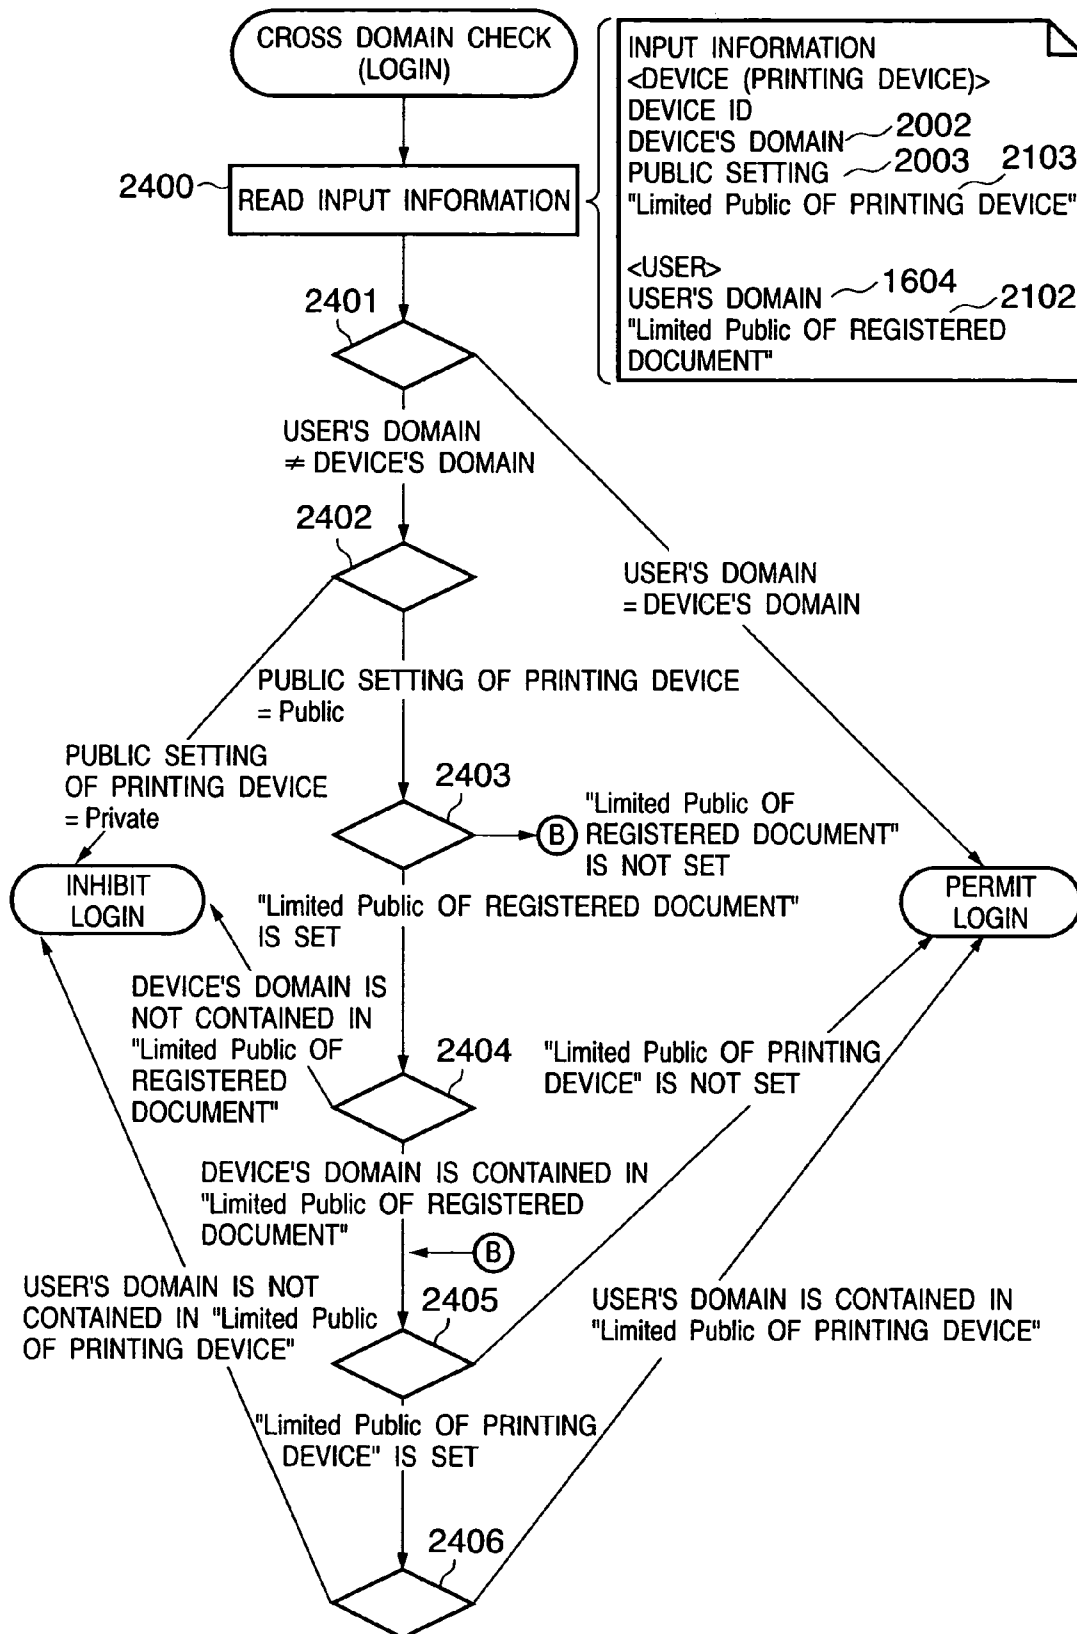 CROSS DOMAIN CHECK
(LOGIN)
INPUT INFORMATION
<DEVICE (PRINTING DEVICE)>
DEVICE ID
DEVICE'S DOMAIN 2002
PUBLIC SETTING 2003 2103
"Limited Public OF PRINTING DEVICE"
<USER>
USER'S DOMAIN 1604 2102
"Limited Public OF REGISTERED
DOCUMENT"
2400
READ INPUT INFORMATION
2401
USER'S DOMAIN
≠ DEVICE'S DOMAIN
2402
USER'S DOMAIN
= DEVICE'S DOMAIN
PUBLIC SETTING OF PRINTING DEVICE
= Public
PUBLIC SETTING
OF PRINTING DEVICE
= Private
2403
B
"Limited Public OF
REGISTERED DOCUMENT"
IS NOT SET
INHIBIT
LOGIN
PERMIT
LOGIN
"Limited Public OF REGISTERED DOCUMENT"
IS SET
DEVICE'S DOMAIN IS
NOT CONTAINED IN
"Limited Public OF
REGISTERED
DOCUMENT"
2404
"Limited Public OF PRINTING
DEVICE" IS NOT SET
DEVICE'S DOMAIN IS CONTAINED IN
"Limited Public OF REGISTERED
DOCUMENT"
B
USER'S DOMAIN IS NOT
CONTAINED IN "Limited Public
OF PRINTING DEVICE"
2405
USER'S DOMAIN IS CONTAINED IN
"Limited Public OF PRINTING DEVICE"
"Limited Public OF PRINTING
DEVICE" IS SET
2406